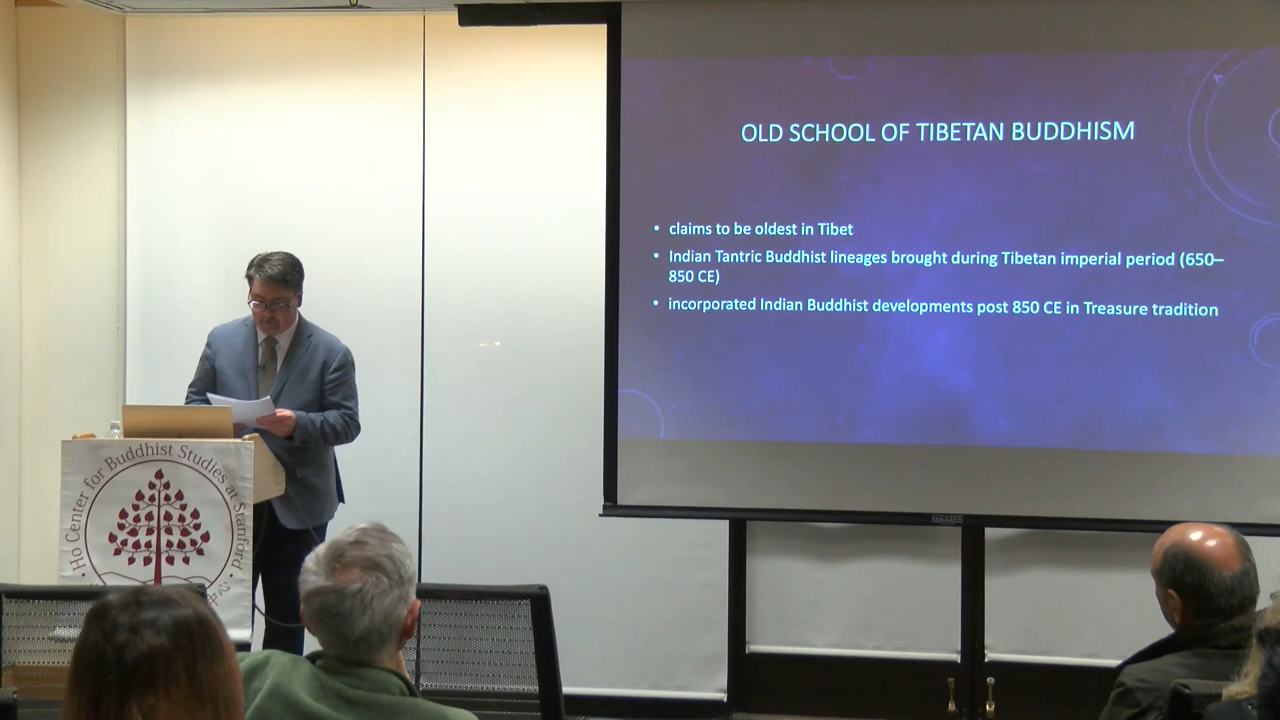 OLD SCHOOL OF TIBETAN BUDDHISM
• claims to be oldest in Tibet
• Indian Tantric Buddhist lineages brought during Tibetan imperial period (650–
850 CE)
• incorporated Indian Buddhist developments post 850 CE in Treasure tradition
• Ho Center for Buddhist Studies at Stanford •